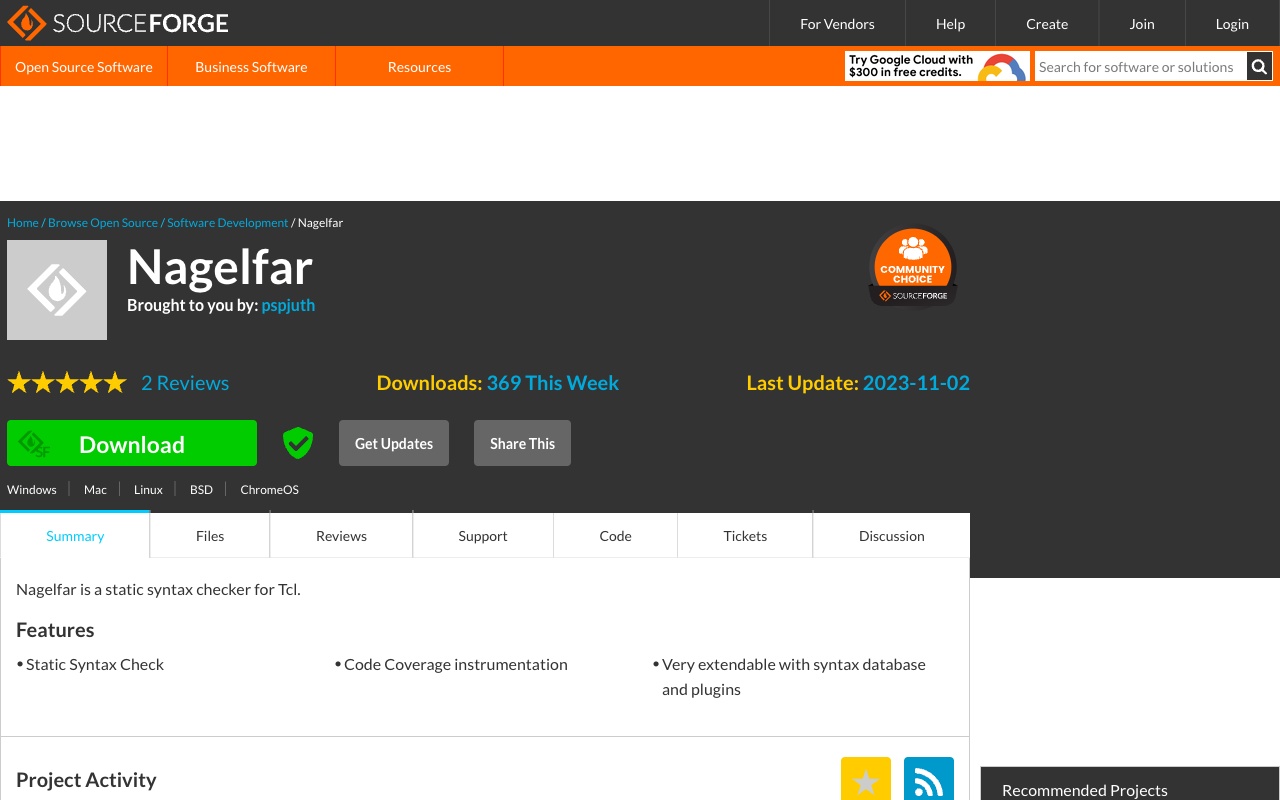 SOURCEFORGE
For Vendors
Help
Create
Join
Login
Open Source Software
Business Software
Resources
Try Google Cloud with
$300 in free credits.
Search for software or solutions
Home / Browse Open Source / Software Development / Nagelfar
Nagelfar
Brought to you by: pspjuth
COMMUNITY
CHOICE
SOURCEFORGE
2 Reviews
Downloads: 369 This Week
Last Update: 2023-11-02
SF
Download
Get Updates
Share This
Windows
Mac
Linux
BSD
ChromeOS
Summary
Files
Reviews
Support
Code
Tickets
Discussion
Nagelfar is a static syntax checker for Tcl.
Features
• Static Syntax Check
• Code Coverage instrumentation
• Very extendable with syntax database
and plugins
Project Activity
Recommended Projects